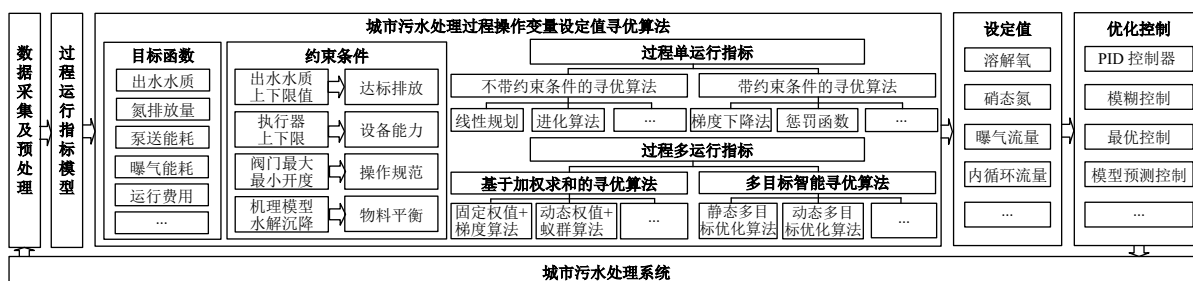 数据采集及预处理
过程运行指标模型
城市污水处理过程操作变量设定值寻优算法
目标函数
出水水质
氮排放量
泵送能耗
曝气能耗
运行费用
...
约束条件
出水水质
上下限值
达标排放
执行器
上下限
设备能力
阀门最大
最小开度
操作规范
机理模型
水解沉降
物料平衡
过程单运行指标
不带约束条件的寻优算法
线性规划
进化算法
...
带约束条件的寻优算法
梯度下降法
惩罚函数
...
过程多运行指标
基于加权求和的寻优算法
固定权值+
梯度算法
动态权值+
蚁群算法
...
多目标智能寻优算法
静态多目
标优化算法
动态多目
标优化算法
...
设定值
溶解氧
硝态氮
曝气流量
内循环流量
...
优化控制
PID 控制器
模糊控制
最优控制
模型预测控制
...
城市污水处理系统